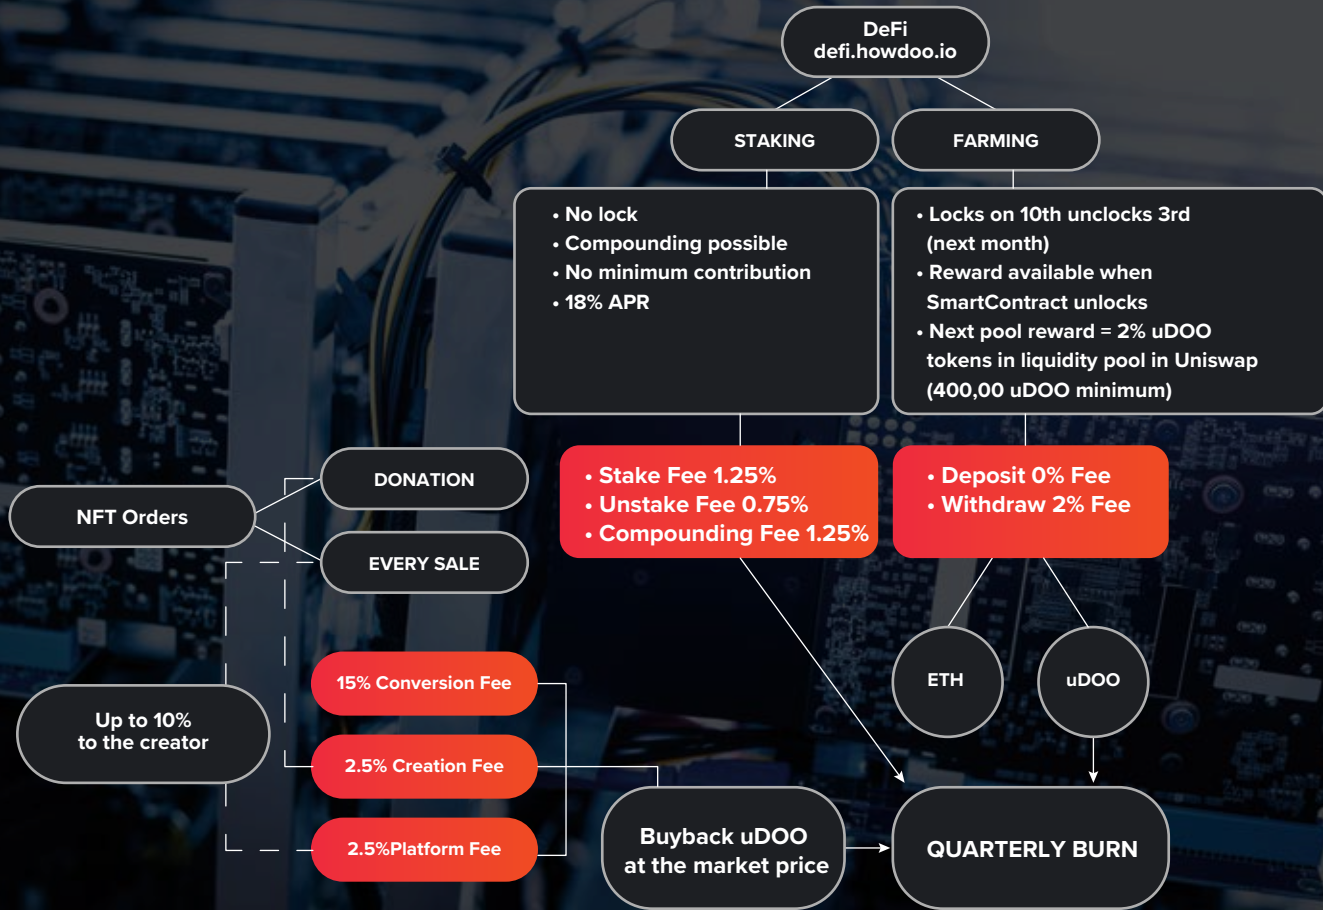 DeFi
defi.howdoo.io
STAKING
FARMING
• No lock
• Compounding possible
• No minimum contribution
• 18% APR
• Locks on 10th unclocks 3rd
(next month)
• Reward available when
SmartContract unlocks
• Next pool reward = 2% uDOO
tokens in liquidity pool in Uniswap
(400,00 uDOO minimum)
• Stake Fee 1.25%
• Unstake Fee 0.75%
• Compounding Fee 1.25%
• Deposit 0% Fee
• Withdraw 2% Fee
NFT Orders
DONATION
EVERY SALE
Up to 10%
to the creator
15% Conversion Fee
2.5% Creation Fee
2.5%Platform Fee
ETH
uDOO
Buyback uDOO
at the market price
QUARTERLY BURN